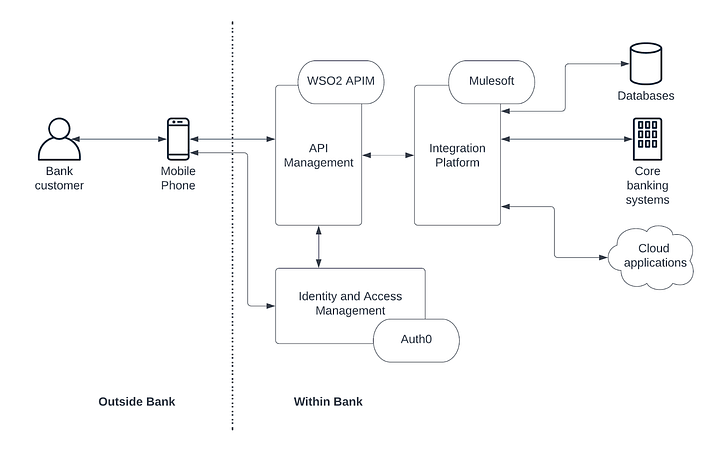 WSO2 APIM
Mulesoft
Databases
API
Management
Integration
Platform
Bank
customer
Mobile
Phone
Core
banking
systems
Cloud
applications
Identity and Access
Management
Auth0
Outside Bank
Within Bank